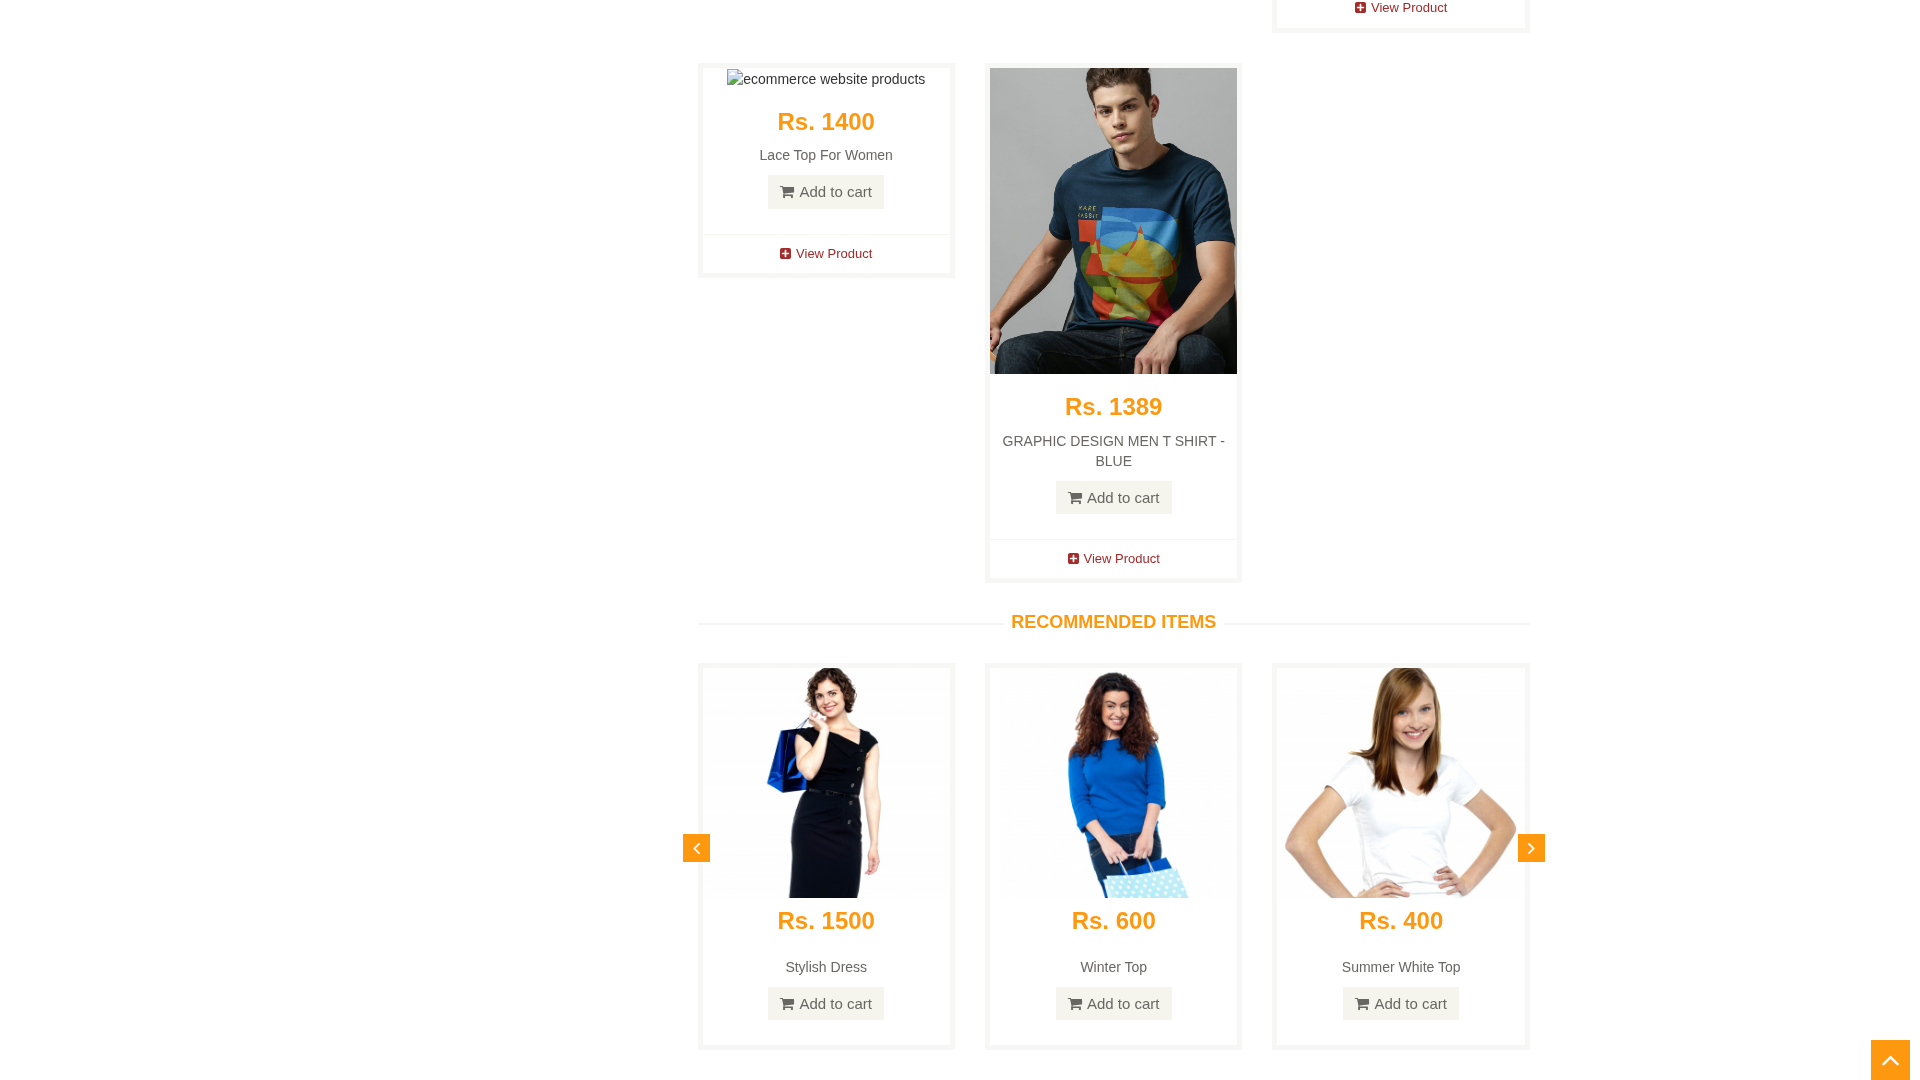 View Product
ecommerce website products
Rs. 1400
Lace Top For Women
Add to cart
View Product
HARE
RABBIT
Rs. 1389
GRAPHIC DESIGN MEN T SHIRT -
BLUE
Add to cart
View Product
RECOMMENDED ITEMS
Rs. 1500
Stylish Dress
Add to cart
Rs. 600
Winter Top
Add to cart
Rs. 400
Summer White Top
Add to cart